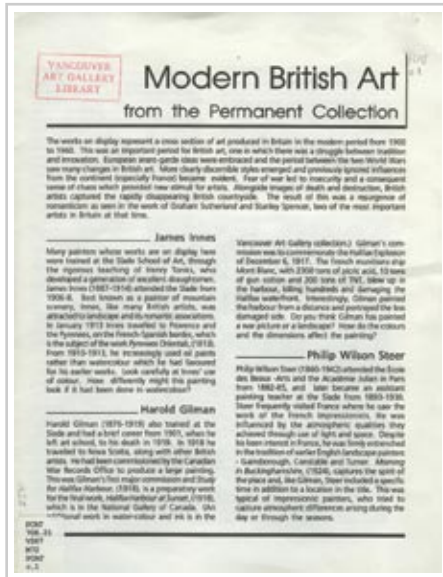 VANCOUVER
ART GALLERY
LIBRARY
Modern British Art
from the Permanent Collection
The works on display represent a cross section of art produced in Britain in the modern period from 1900
to 1960. This was an important period for British art, one in which there was a struggle between tradition
and innovation. European avant-garde ideas were embraced and the period between the two World Wars
saw many changes in British art. More clearly discernible styles emerged and previously ignored influences
from the continent (especially France) became evident. Fear of war led to insecurity and a consequent
sense of chaos which provided new stimuli for artists. Alongside images of death and destruction, British
artists captured the rapidly disappearing British countryside. The result of this was a resurgence of
romanticism as seen in the work of Graham Sutherland and Stanley Spencer, two of the most important
artists in Britain at that time.
James Innes
Many painters whose works are on display here
were trained at the Slade School of Art, through
the rigorous teaching of Henry Tonks, who
developed a generation of excellent draughtsmen.
James Innes (1887-1914) attended the Slade from
1906-8. Best known as a painter of mountain
scenery, Innes, like many British artists, was
attracted to landscape and its romantic associations.
In January 1913 Innes travelled to Provence and
the Pyrenees, on the French-Spanish border, which
is the subject of the work Pyrenees Orientals, (1913).
From 1910-1913, he increasingly used oil paints
rather than watercolour which he had favoured
for his earlier works. Look carefully at Innes' use
of colour. How differently might this painting
look if it had been done in watercolour?
Harold Gilman
Harold Gilman (1876-1919) also trained at the
Slade and had a brief career from 1901, when he
left art school, to his death in 1919. In 1918 he
travelled to Nova Scotia, along with other British
artists. He had been commissioned by the Canadian
War Records Office to produce a large painting.
This was Gilman's first major commission and Study
for Halifax Harbour, (1918), is a preparatory work
for the final work, Halifax Harbour at Sunset, (1918),
which is in the National Gallery of Canada. (An
additional work in water-colour and ink is in the
Vancouver Art Gallery collection.) Gilman's com-
mission was to commemorate the Halifax Explosion
of December 6, 1917. The French munitions ship
Mont Blanc, with 2300 tons of picric acid, 10 tons
of gun cotton and 200 tons of TNT, blew up in
the harbour, killing hundreds and damaging the
Halifax waterfront. Interestingly, Gilman painted
the harbour from a distance and portrayed the less
damaged side. Do you think Gilman has painted
a war picture or a landscape? How do the colours
and the dimensions affect the painting?
Philip Wilson Steer
Philip Wilson Steer (1860-1942) attended the Ecole
des Beaux-Arts and the Academie Julian in Paris
from 1882-85, and later became an assistant
painting teacher at the Slade from 1893-1930.
Steer frequently visited France where he saw the
work of the French Impressionists. He was
influenced by the atmospheric qualities they
achieved through use of light and space. Despite
his keen interest in France, he was firmly entrenched
in the tradition of earlier English landscape painters
- Gainsborough, Constable and Turner. Morning
in Buckinghamshire, (1924), captures the spirit of
the place and, like Gilman, Steer included a specific
time in addition to a location in the title. This was
typical of impressionist painters, who tried to
capture atmospheric differences arising during the
day or through the seasons.